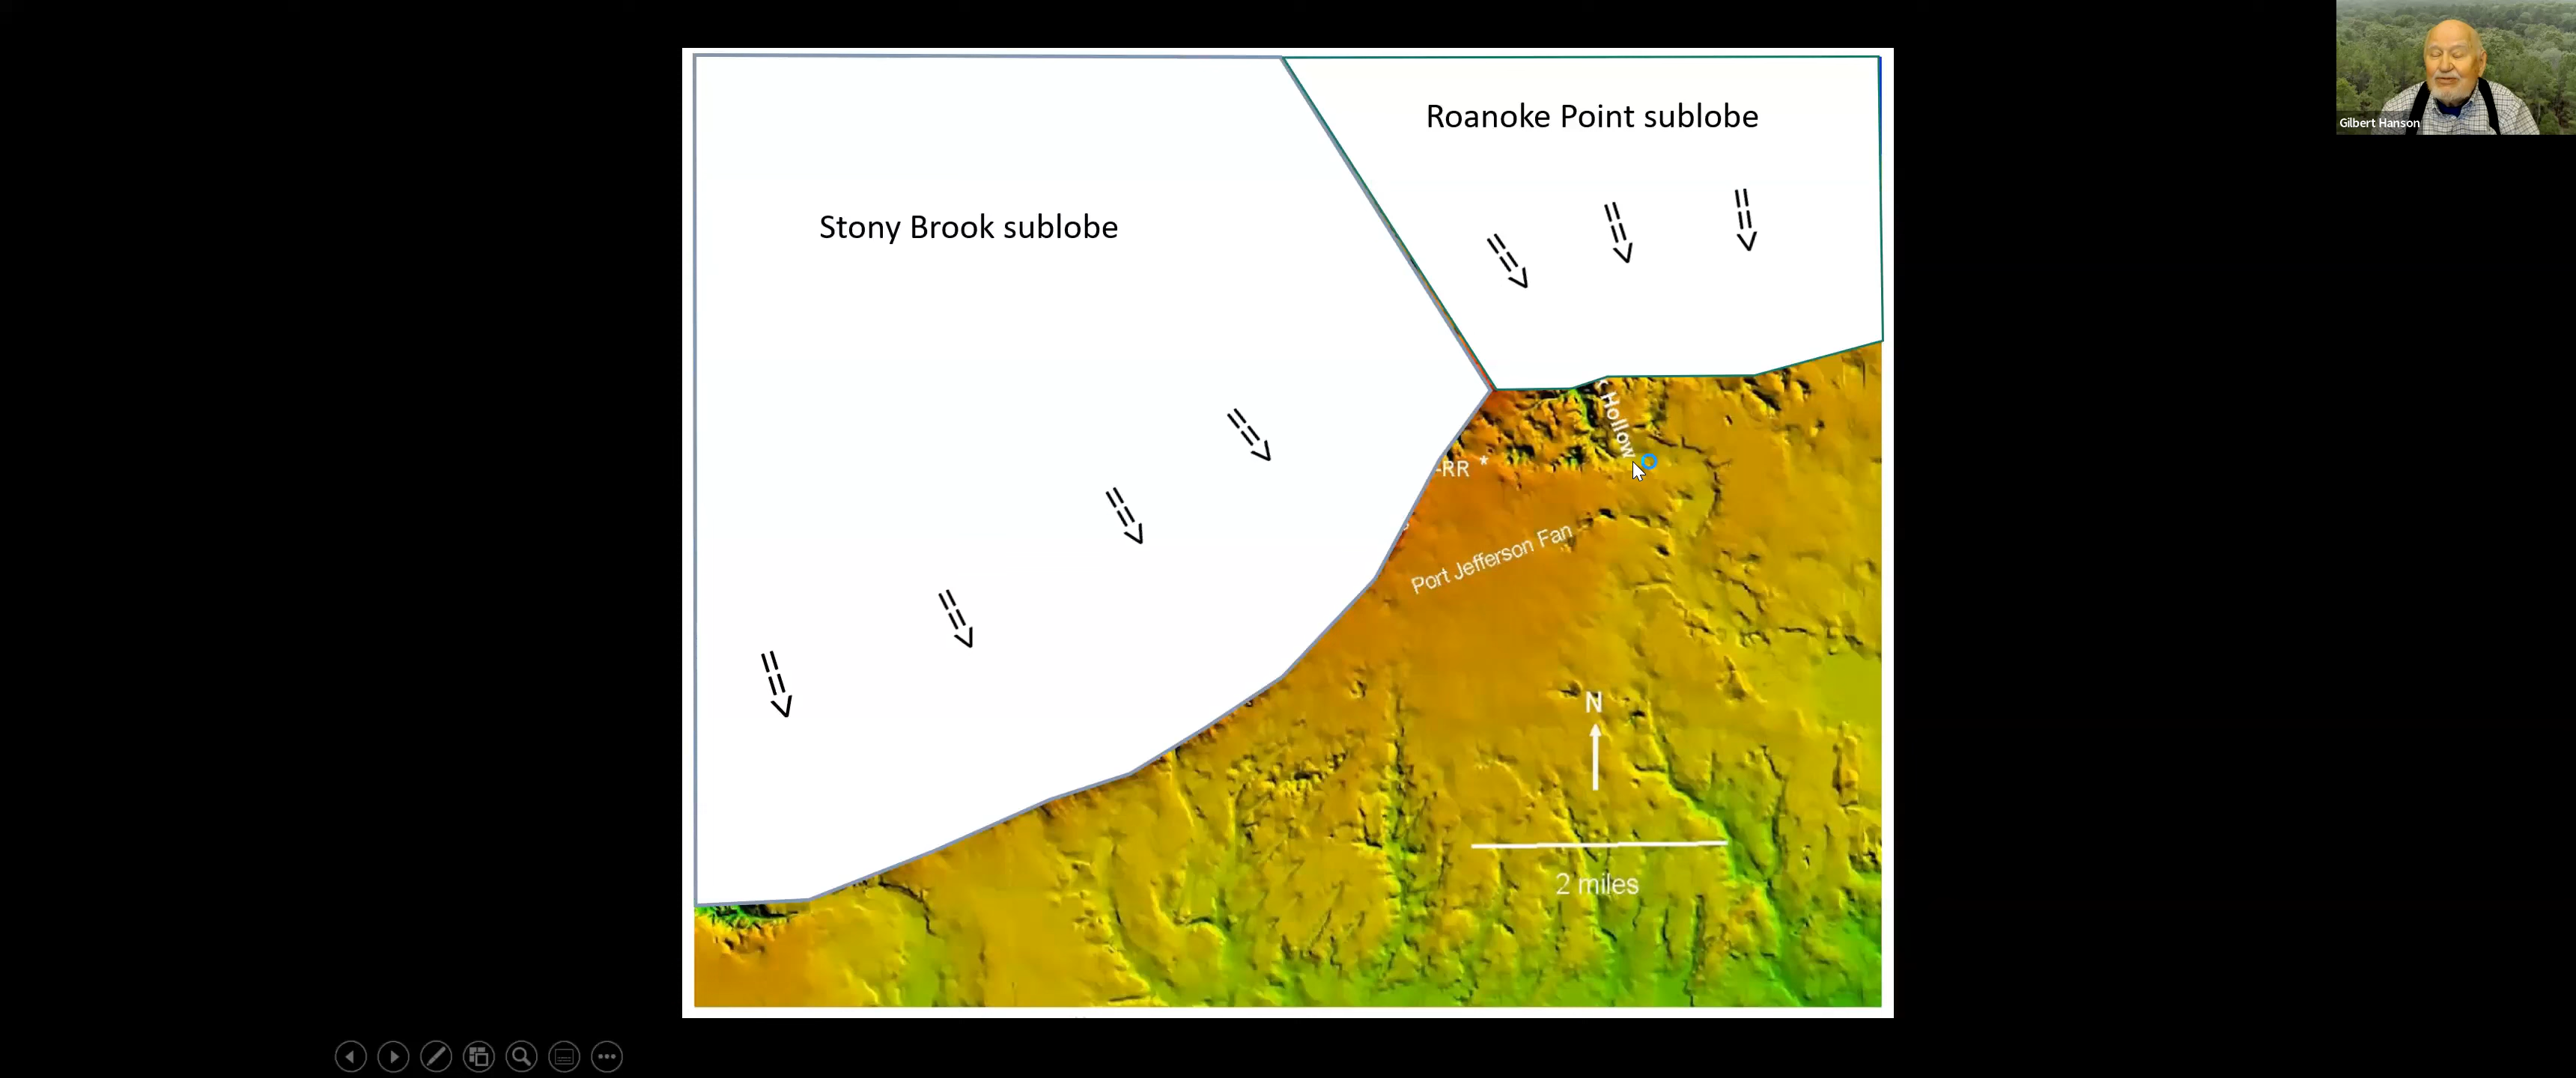 Roanoke Point sublobe
Gilbert Hanson
Stony Brook sublobe
Hollow
-RR *
Port Jefferson Fan
N
2 miles